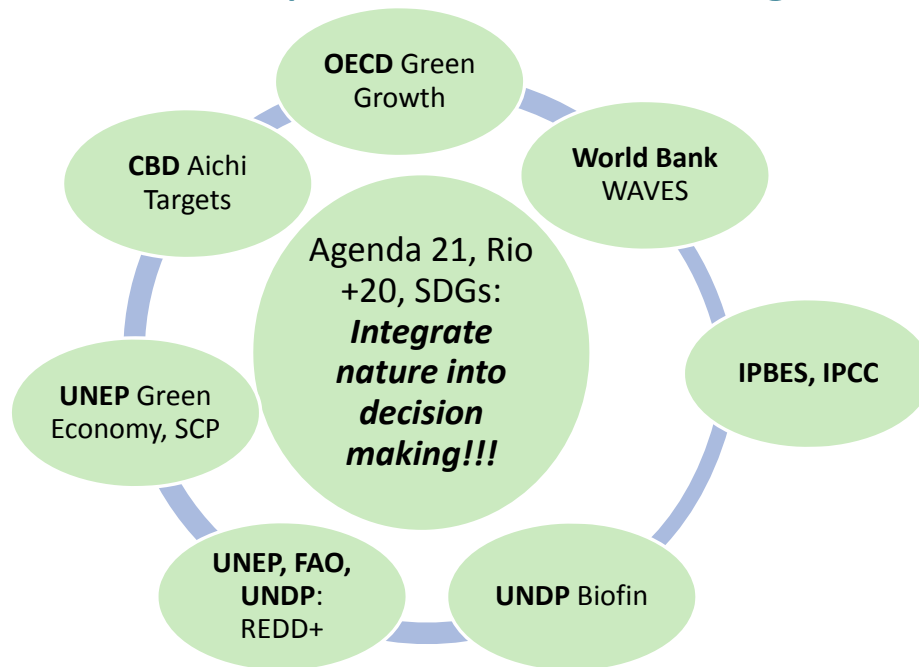 OECD Green
Growth
World Bank
WAVES
CBD Aichi
Targets
Agenda 21, Rio
+20, SDGs:
Integrate
nature into
decision
making!!!
IPBES, IPCC
UNEP Green
Economy, SCP
UNEP, FAO,
UNDP:
REDD+
UNDP Biofin